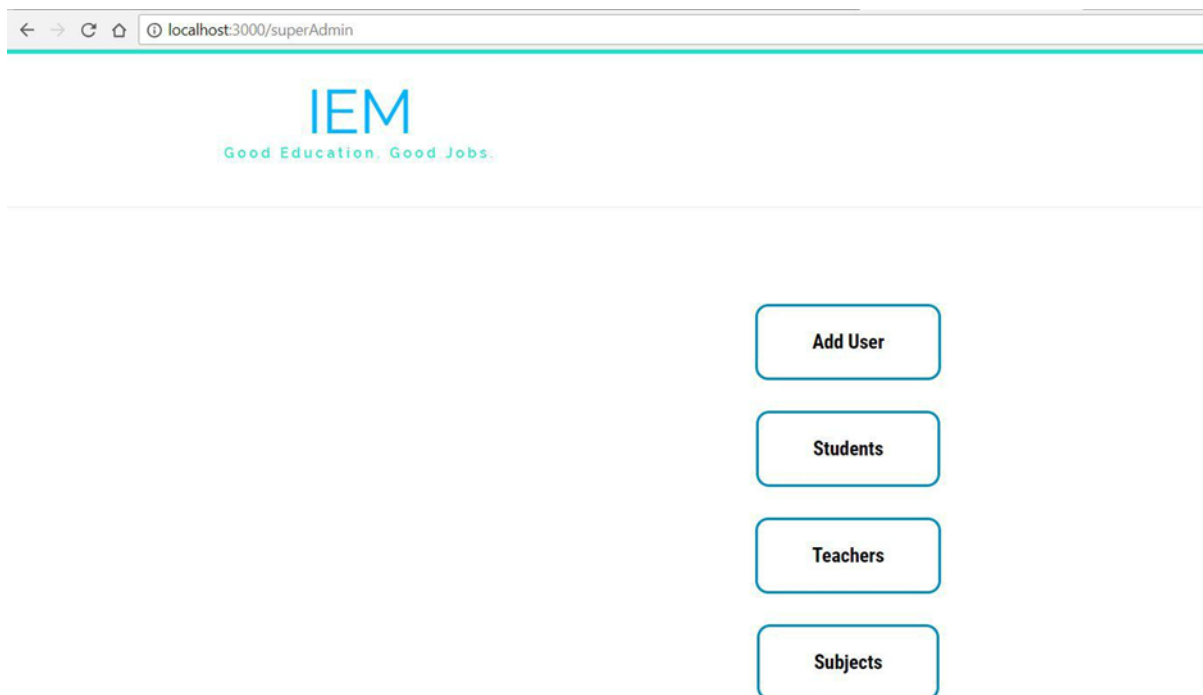 localhost:3000/superAdmin
IEM
Good Education. Good Jobs.
Add User
Students
Teachers
Subjects